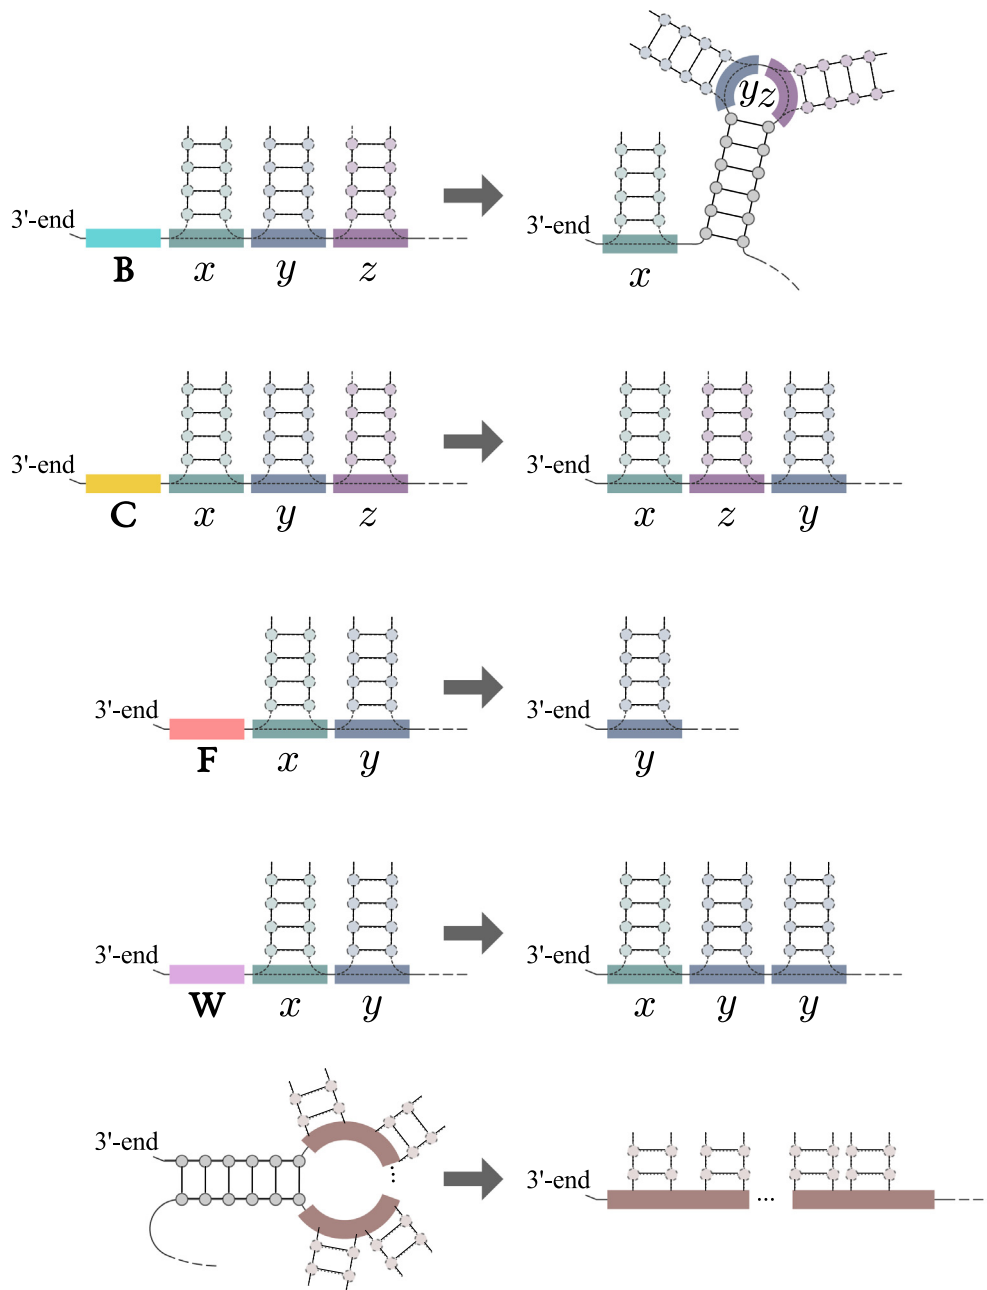 yz
3'-end
3'-end
B x y z
x
3'-end
3'-end
C x y z
x z y
3'-end
3'-end
F x y
y
3'-end
3'-end
W x y
x y y
3'-end
...
3'-end
...